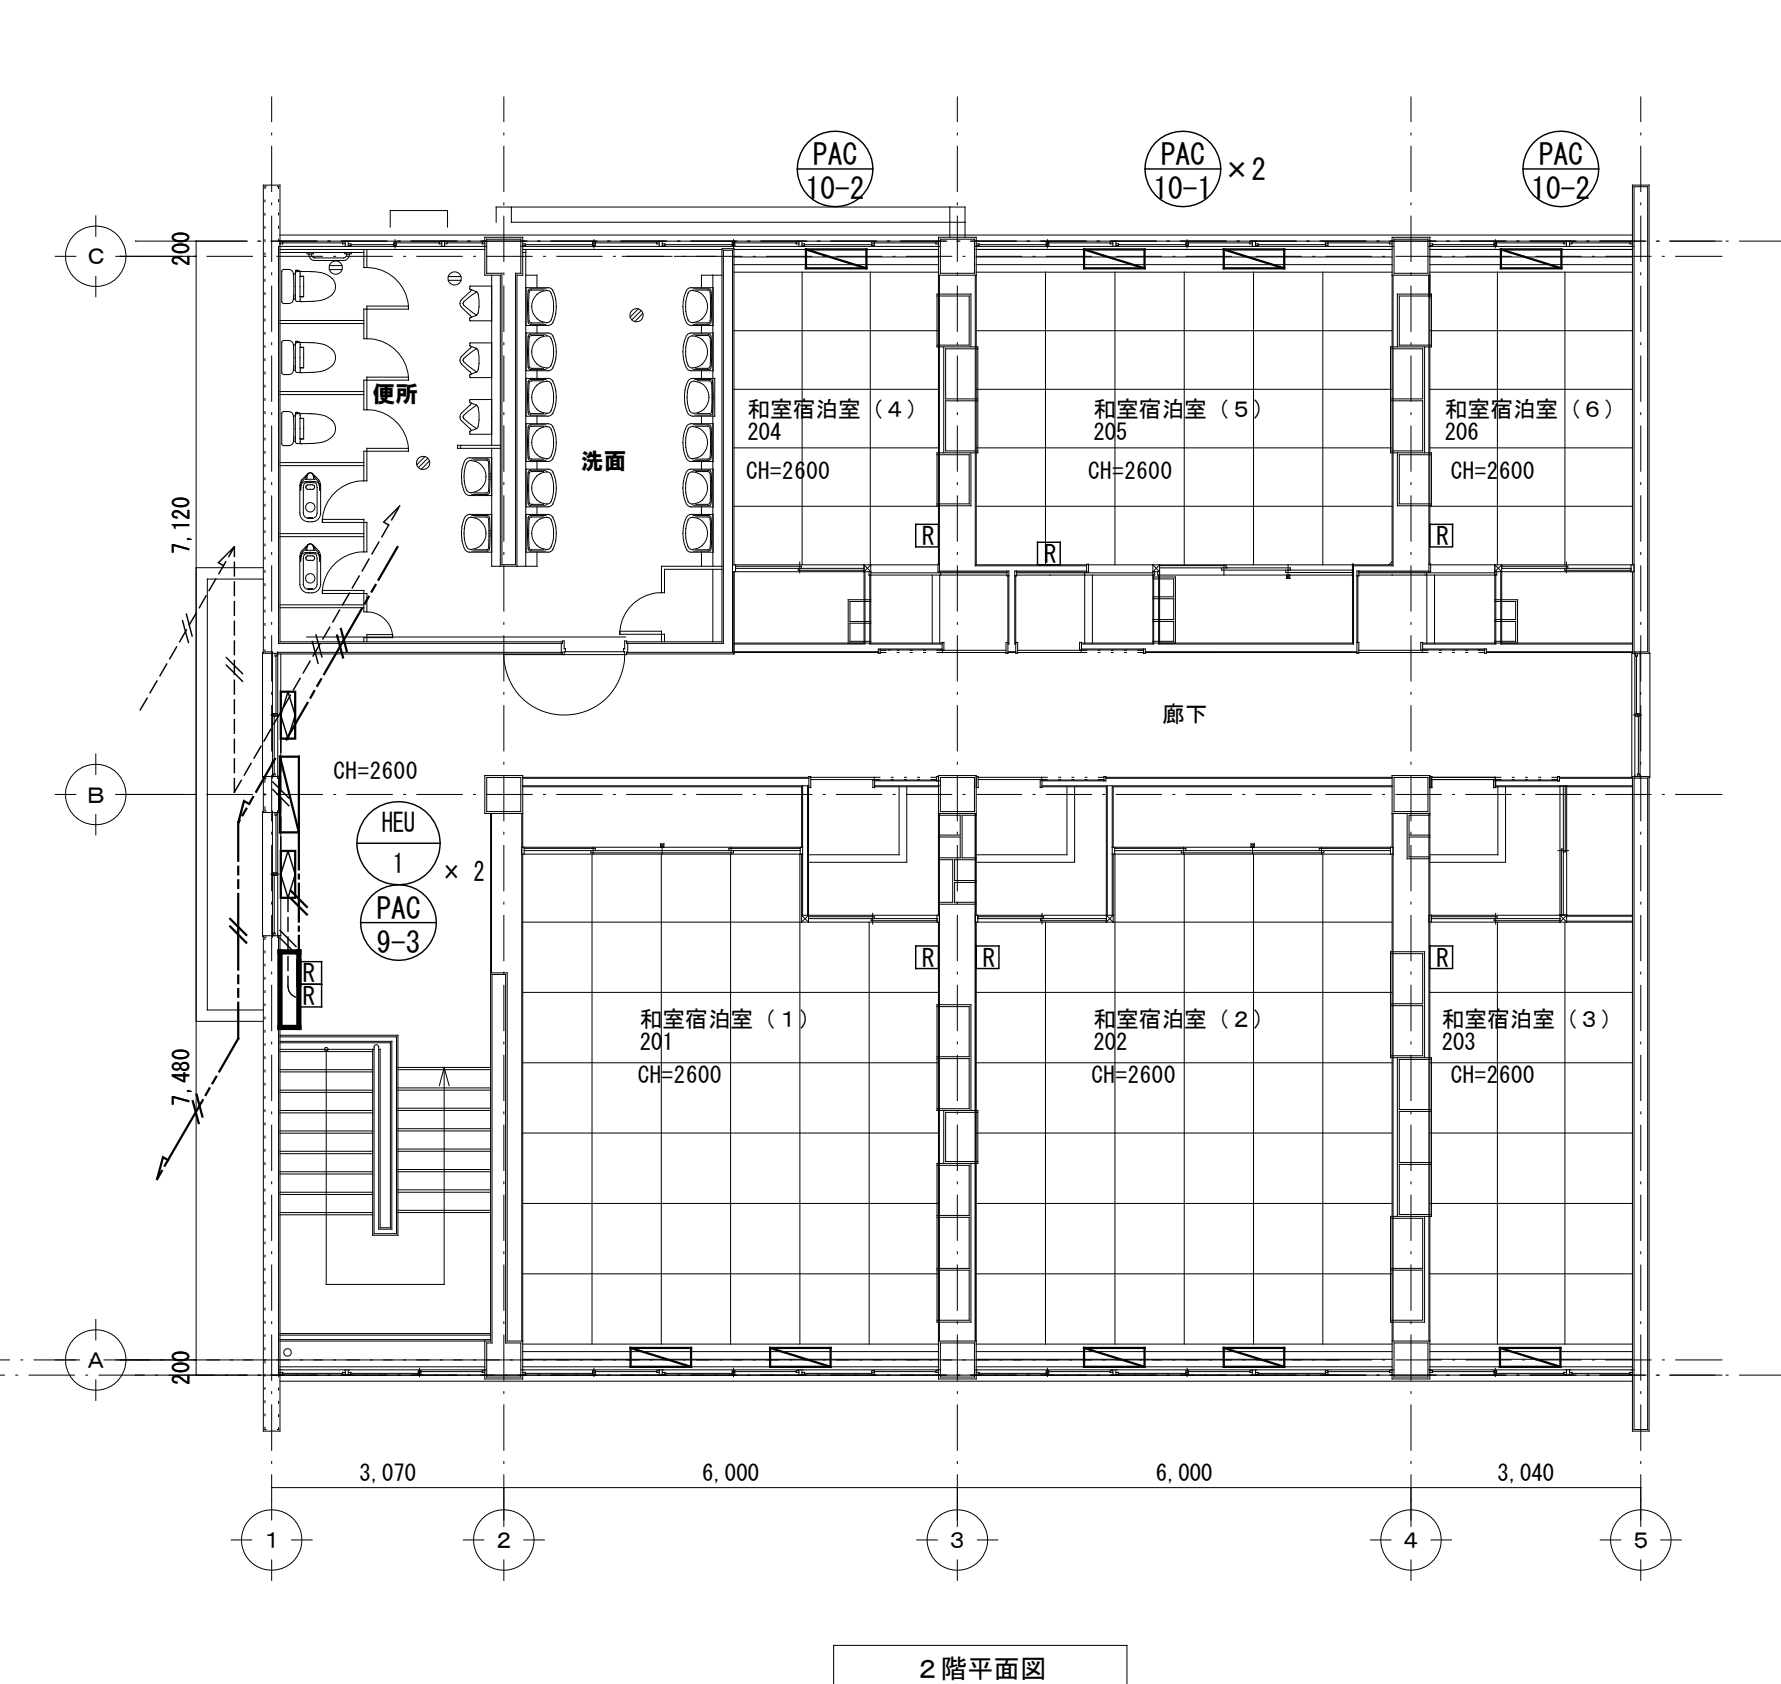 PAC
10-2
PAC
10-1
×2
PAC
10-2
C
200
便所
洗面
和室宿泊室（４）
204
CH=2600
和室宿泊室（５）
205
CH=2600
和室宿泊室（６）
206
CH=2600
7,120
R
R
R
廊下
CH=2600
B
HEU
1
× 2
PAC
9-3
R
R
R
R
R
和室宿泊室（１）
201
CH=2600
和室宿泊室（２）
202
CH=2600
和室宿泊室（３）
203
CH=2600
7,480
A
200
3,070
6,000
6,000
3,040
1
2
3
4
5
２階平面図